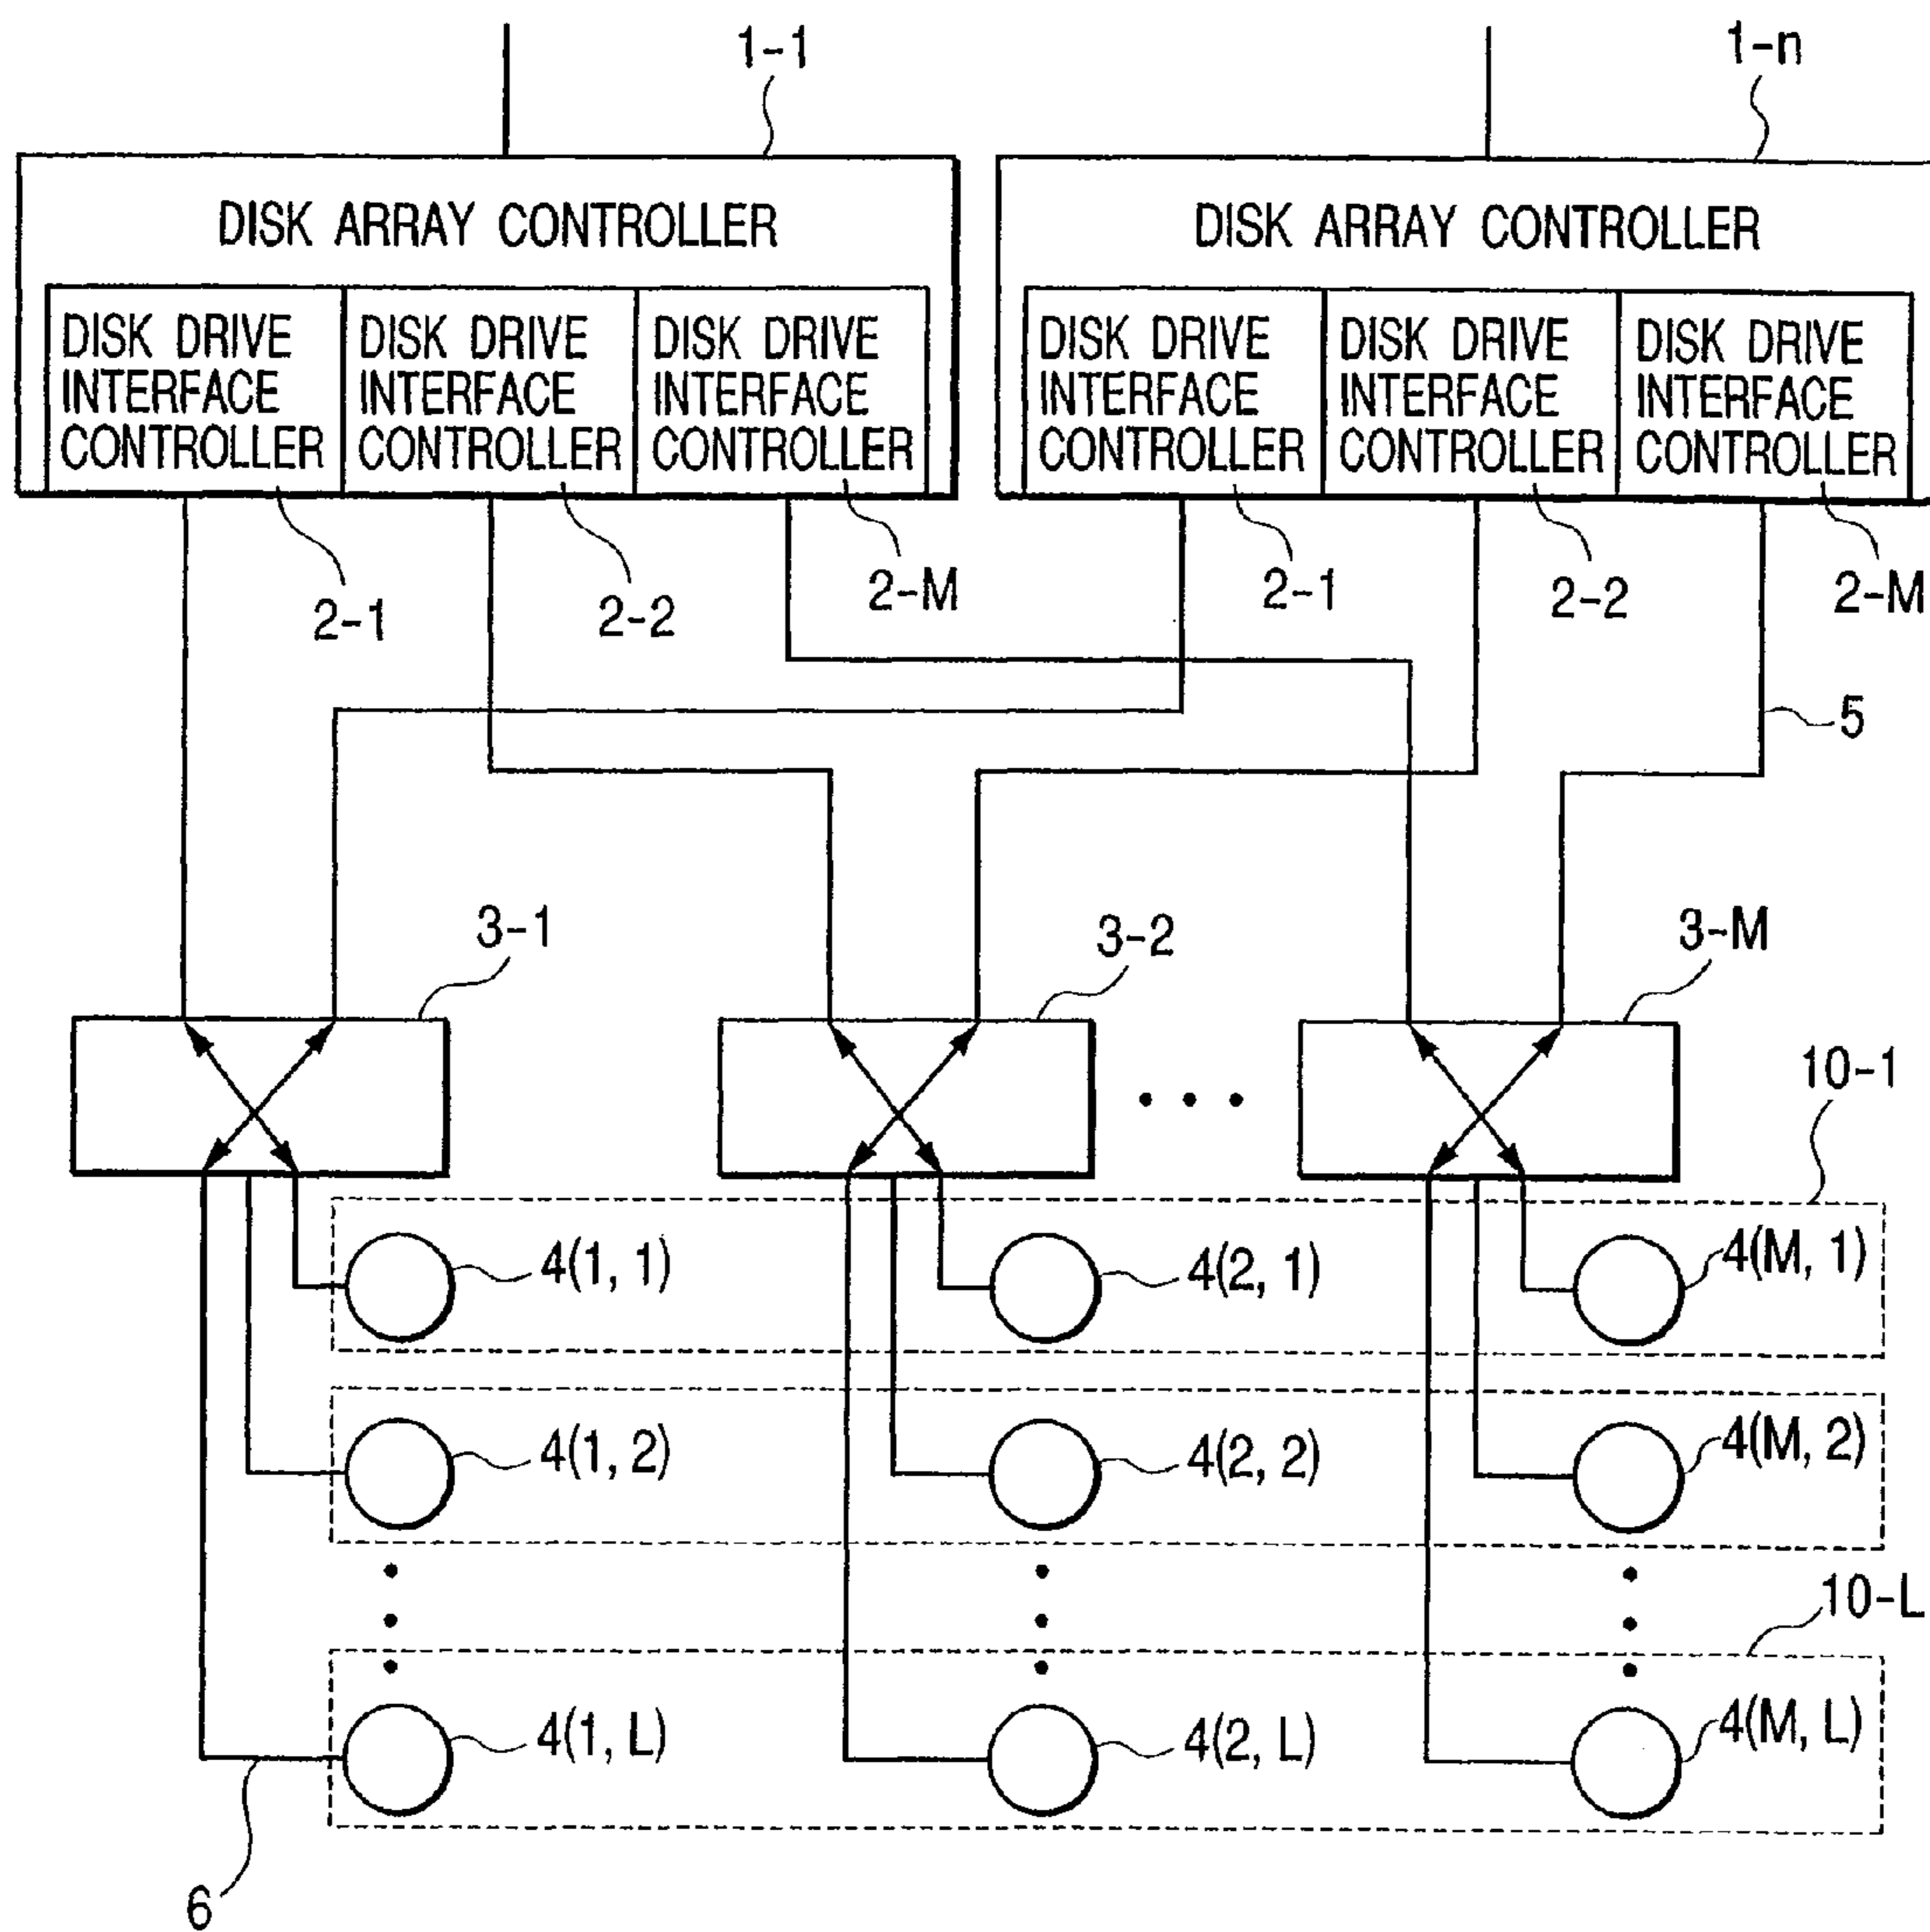 1-1
1-n
DISK ARRAY CONTROLLER
DISK ARRAY CONTROLLER
DISK DRIVE
INTERFACE
CONTROLLER
DISK DRIVE
INTERFACE
CONTROLLER
DISK DRIVE
INTERFACE
CONTROLLER
DISK DRIVE
INTERFACE
CONTROLLER
DISK DRIVE
INTERFACE
CONTROLLER
DISK DRIVE
INTERFACE
CONTROLLER
2-1
2-2
2-M
2-1
2-2
2-M
5
3-1
3-2
3-M
10-1
4(1, 1)
4(2, 1)
4(M, 1)
4(1, 2)
4(2, 2)
4(M, 2)
10-L
4(1, L)
4(2, L)
4(M, L)
6